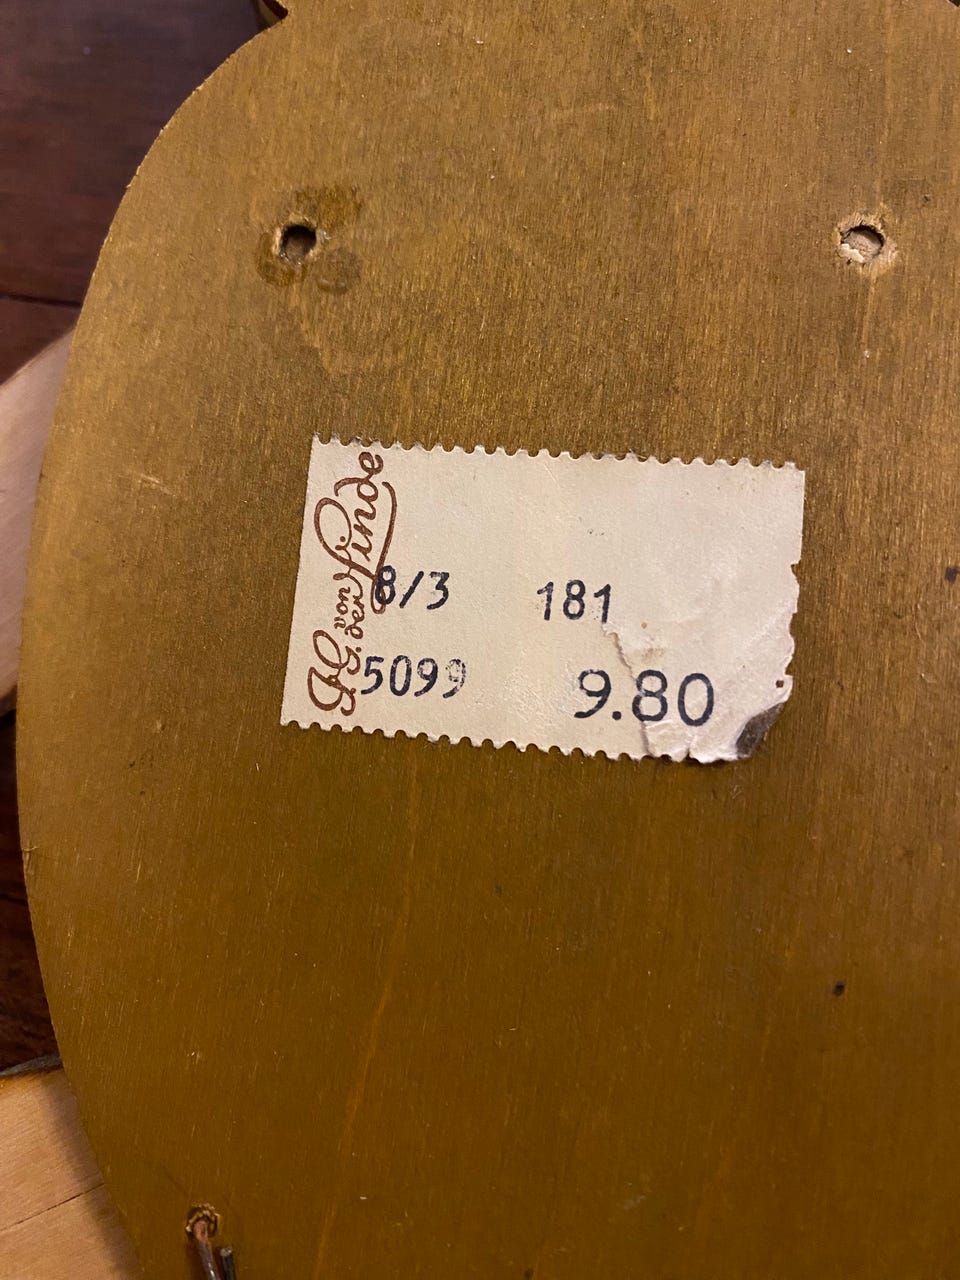 I.G. von der Linde
8/3 181
5099 9.80